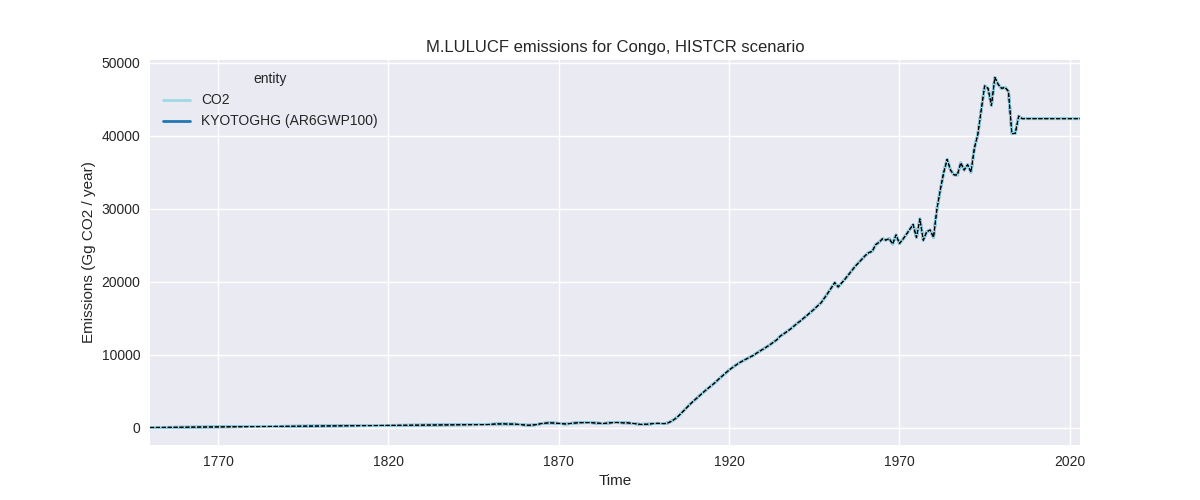 M.LULUCF emissions for Congo, HISTCR scenario
entity
CO2
KYOTOGHG (AR6GWP100)
Emissions (Gg CO2 / year)
50000
40000
30000
20000
10000
0
1770 1820 1870 1920 1970 2020
Time